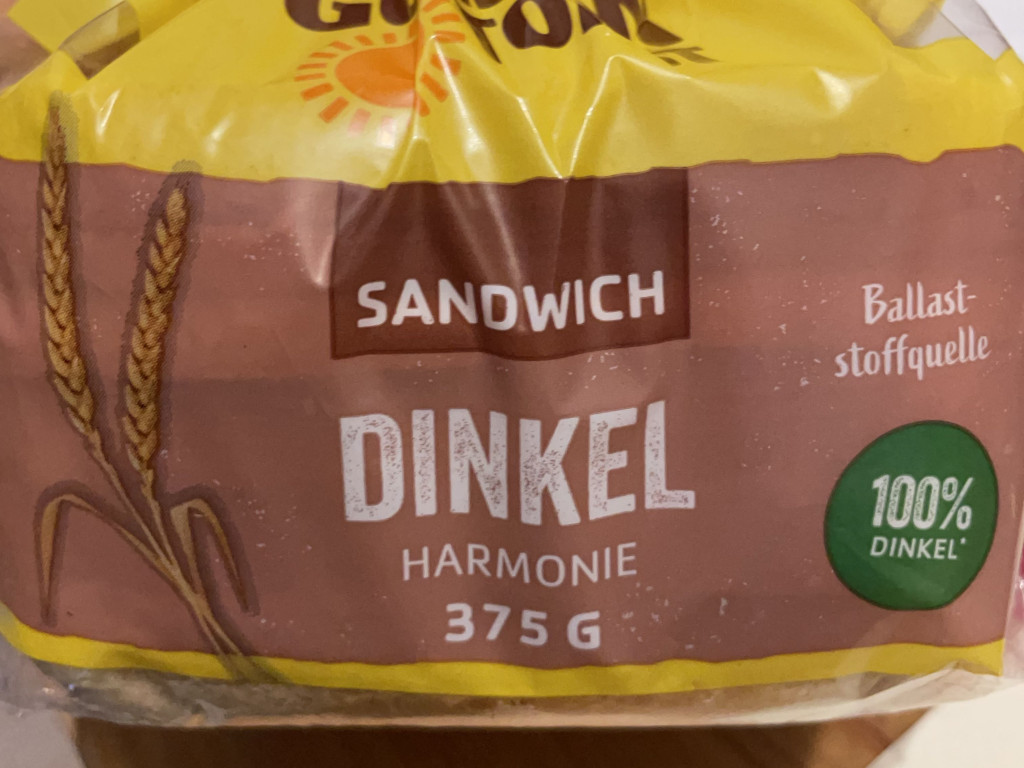 SANDWICH
DINKEL
HARMONIE
375 G
Ballast-
stoffquelle
100%
DINKEL*